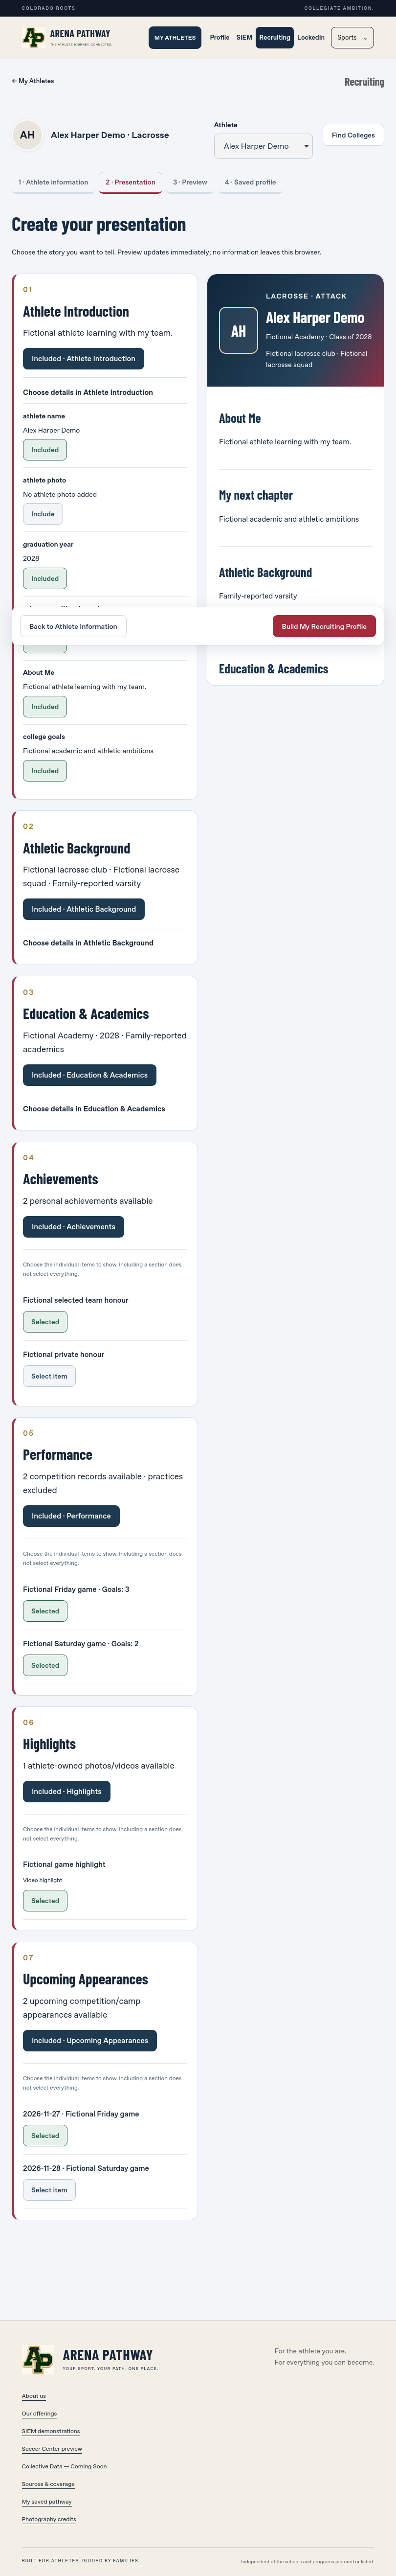 COLORADO ROOTS.
COLLEGIATE AMBITION.
AP
ARENA PATHWAY
THE ATHLETE JOURNEY, CONNECTED.
MY ATHLETES
Profile
SIEM
Recruiting
LockedIn
Sports
← My Athletes
Recruiting
AH
Alex Harper Demo · Lacrosse
Athlete
Alex Harper Demo
Find Colleges
1 · Athlete information
2 · Presentation
3 · Preview
4 · Saved profile
Create your presentation
Choose the story you want to tell. Preview updates immediately; no information leaves this browser.
01
Athlete Introduction
Fictional athlete learning with my team.
Included · Athlete Introduction
Choose details in Athlete Introduction
athlete name
Alex Harper Demo
Included
athlete photo
No athlete photo added
Include
graduation year
2028
Included
LACROSSE · ATTACK
AH
Alex Harper Demo
Fictional Academy · Class of 2028
Fictional lacrosse club · Fictional
lacrosse squad
About Me
Fictional athlete learning with my team.
My next chapter
Fictional academic and athletic ambitions
Athletic Background
Family-reported varsity
Back to Athlete Information
Build My Recruiting Profile
Education & Academics
About Me
Fictional athlete learning with my team.
Included
college goals
Fictional academic and athletic ambitions
Included
02
Athletic Background
Fictional lacrosse club · Fictional lacrosse
squad · Family-reported varsity
Included · Athletic Background
Choose details in Athletic Background
03
Education & Academics
Fictional Academy · 2028 · Family-reported
academics
Included · Education & Academics
Choose details in Education & Academics
04
Achievements
2 personal achievements available
Included · Achievements
Choose the individual items to show. Including a section does
not select everything.
Fictional selected team honour
Selected
Fictional private honour
Select item
05
Performance
2 competition records available · practices
excluded
Included · Performance
Choose the individual items to show. Including a section does
not select everything.
Fictional Friday game · Goals: 3
Selected
Fictional Saturday game · Goals: 2
Selected
06
Highlights
1 athlete-owned photos/videos available
Included · Highlights
Choose the individual items to show. Including a section does
not select everything.
Fictional game highlight
Video highlight
Selected
07
Upcoming Appearances
2 upcoming competition/camp
appearances available
Included · Upcoming Appearances
Choose the individual items to show. Including a section does
not select everything.
2026-11-27 · Fictional Friday game
Selected
2026-11-28 · Fictional Saturday game
Select item
AP
ARENA PATHWAY
YOUR SPORT. YOUR PATH. ONE PLACE.
For the athlete you are.
For everything you can become.
About us
Our offerings
SIEM demonstrations
Soccer Center preview
Collective Data — Coming Soon
Sources & coverage
My saved pathway
Photography credits
BUILT FOR ATHLETES. GUIDED BY FAMILIES.
Independent of the schools and programs pictured or listed.